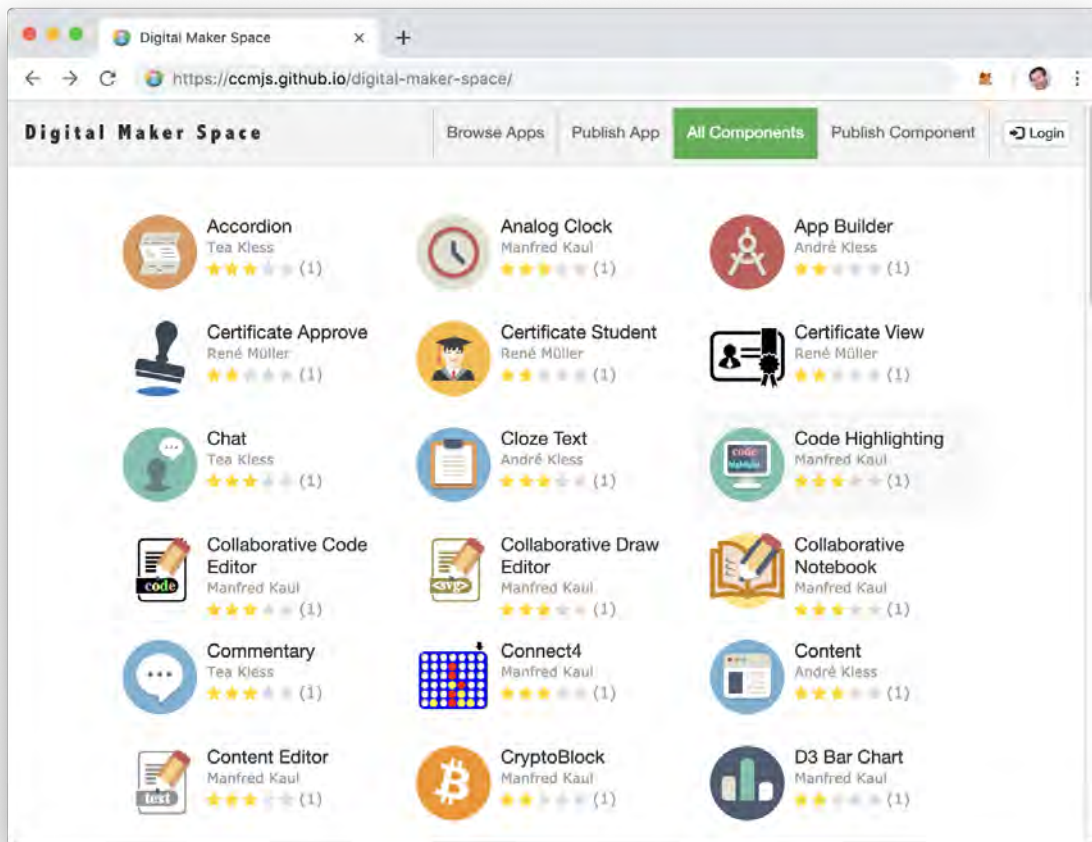 Digital Maker Space
https://ccmjs.github.io/digital-maker-space/
Digital Maker Space
Browse Apps
Publish App
All Components
Publish Component
Login
Accordion
Tea Kless
(1)
Analog Clock
Manfred Kaul
(1)
App Builder
André Kless
(1)
Certificate Approve
René Müller
(1)
Certificate Student
René Müller
(1)
Certificate View
René Müller
(1)
Chat
Tea Kless
(1)
Cloze Text
André Kless
(1)
code
Code Highlighting
Manfred Kaul
(1)
code
Collaborative Code
Editor
Manfred Kaul
(1)
<svg>
Collaborative Draw
Editor
Manfred Kaul
(1)
Collaborative
Notebook
Manfred Kaul
(1)
Commentary
Tea Kless
(1)
Connect4
Manfred Kaul
(1)
Content
André Kless
(1)
text
Content Editor
Manfred Kaul
(1)
CryptoBlock
Manfred Kaul
(1)
D3 Bar Chart
Manfred Kaul
(1)